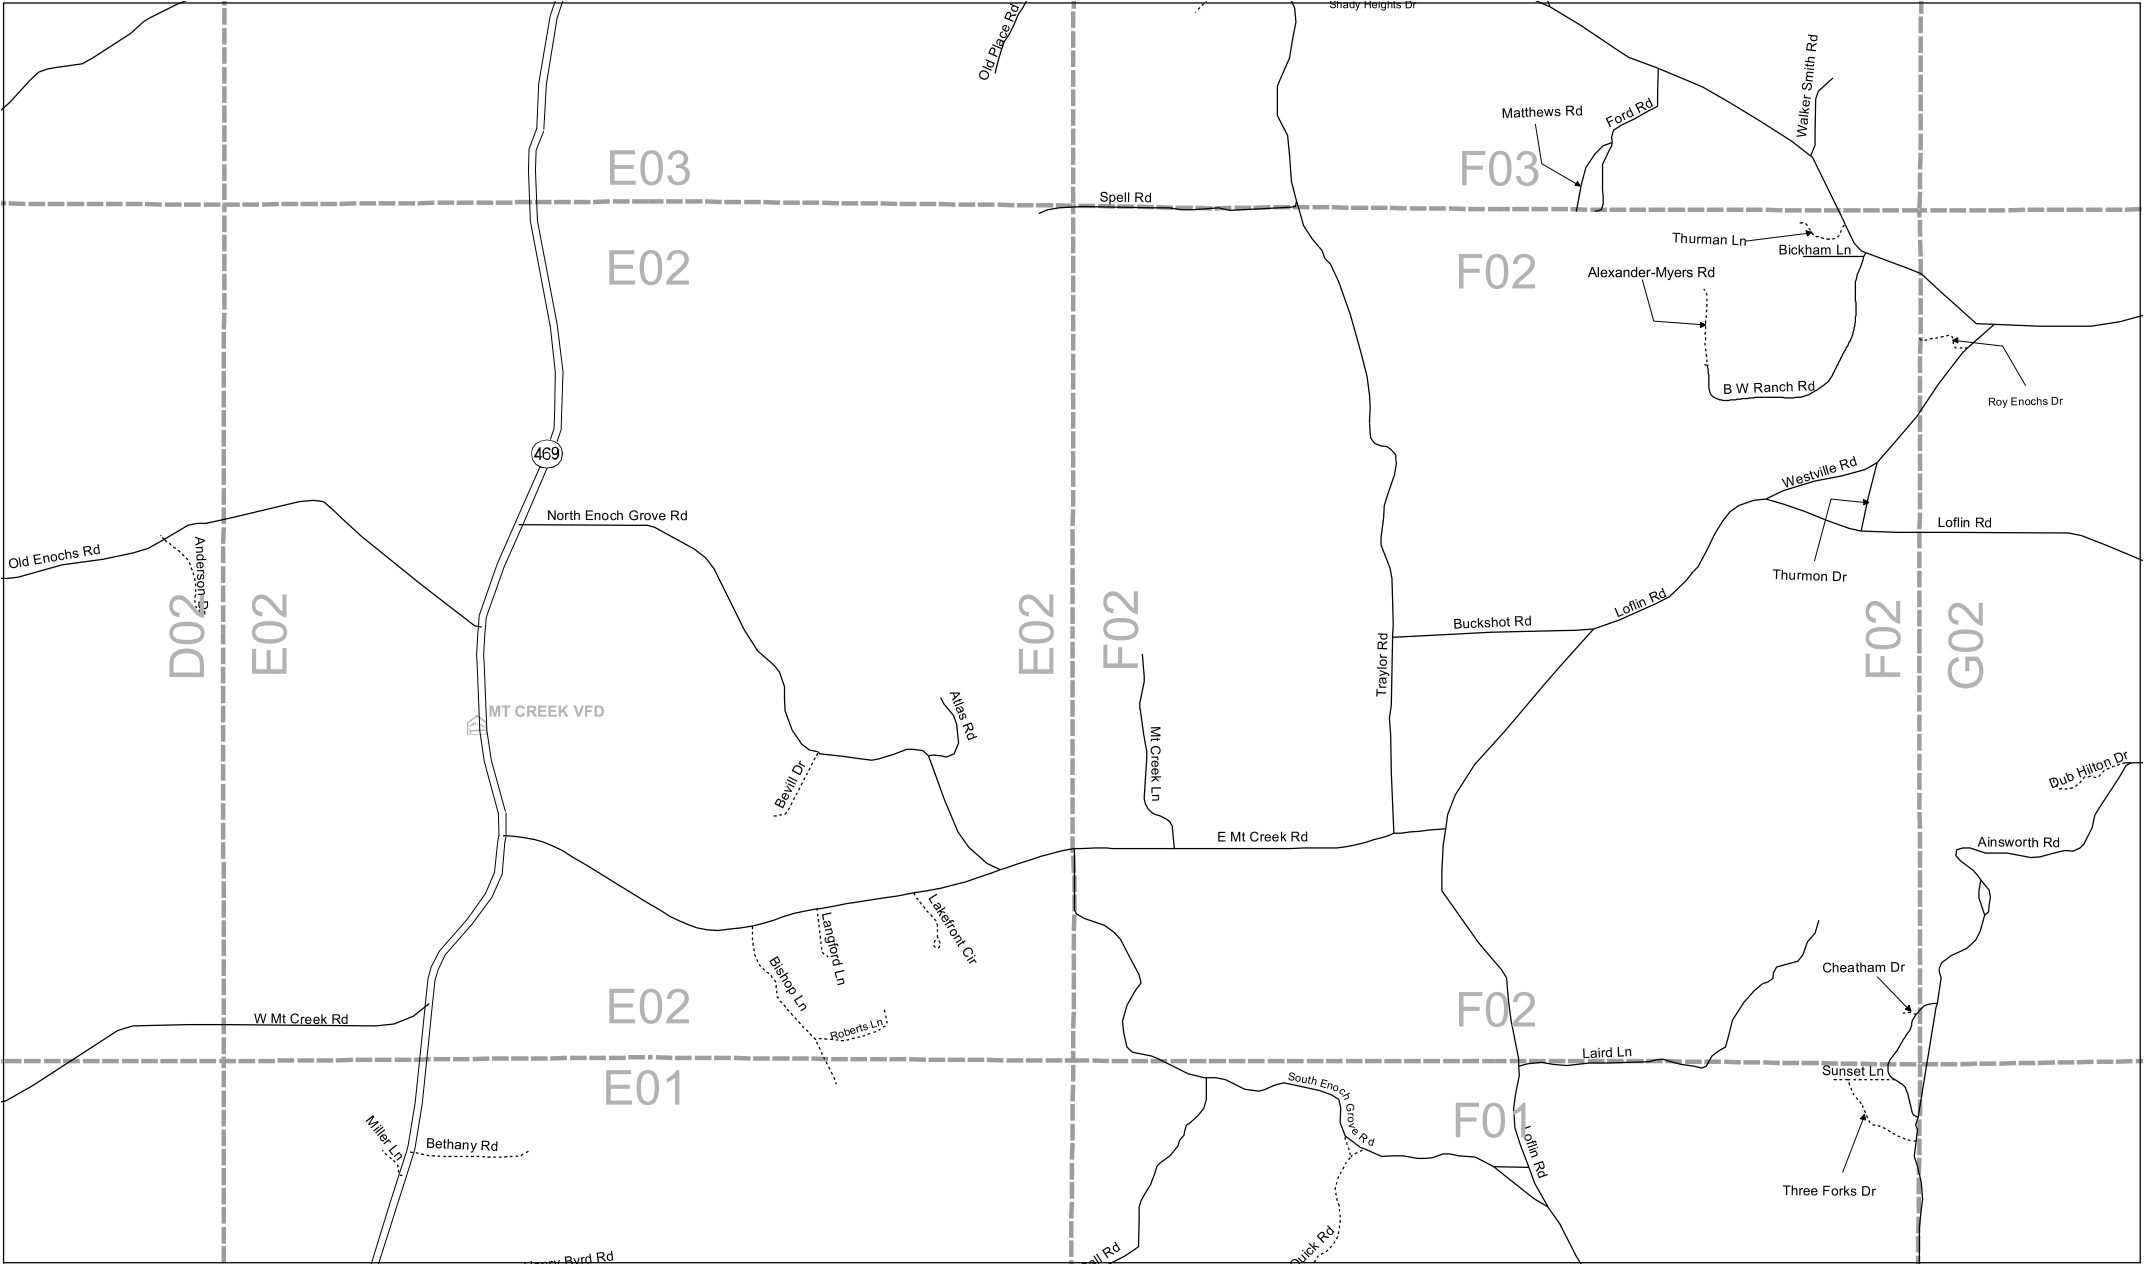 Shady Heights Dr
Old Place Rd
Walker Smith Rd
Matthews Rd
Ford Rd
E03
F03
Spell Rd
Thurman Ln
Bickham Ln
E02
F02
Alexander-Myers Rd
B W Ranch Rd
Roy Enochs Dr
469
Westville Rd
North Enoch Grove Rd
Loflin Rd
Old Enochs Rd
Anderson Dr
Thurmon Dr
Loflin Rd
Buckshot Rd
D02
E02
E02
F02
F02
G02
Traylor Rd
MT CREEK VFD
Atlas Rd
Mt Creek Ln
Bevill Dr
Dub Hilton Dr
E Mt Creek Rd
Ainsworth Rd
Langford Ln
Lakefront Cir
Bishop Ln
Cheatham Dr
E02
F02
W Mt Creek Rd
Roberts Ln
Laird Ln
Sunset Ln
E01
South Enoch Grove Rd
F01
Miller Ln
Bethany Rd
Loflin Rd
Three Forks Dr
Quick Rd
Byrd Rd
Rd